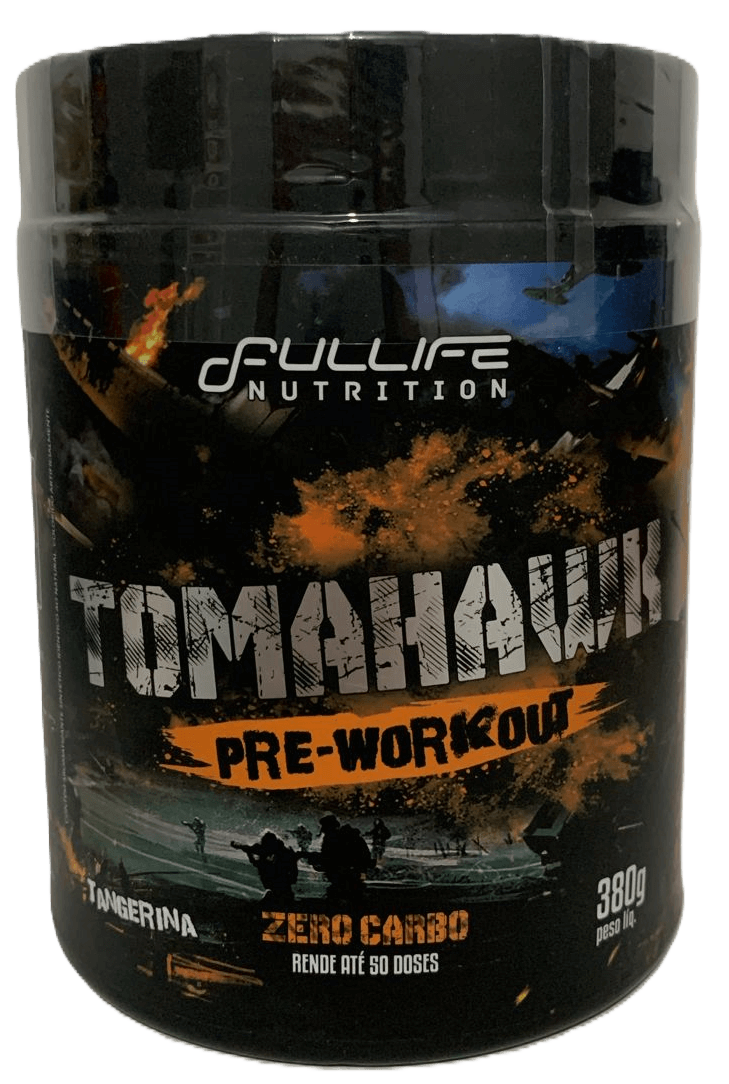 FULLIFE
NUTRITION
TOMAHAWK
PRE-WORKOUT
TANGERINA
ZERO CARBO
RENDE ATÉ 50 DOSES
380g
peso líq.